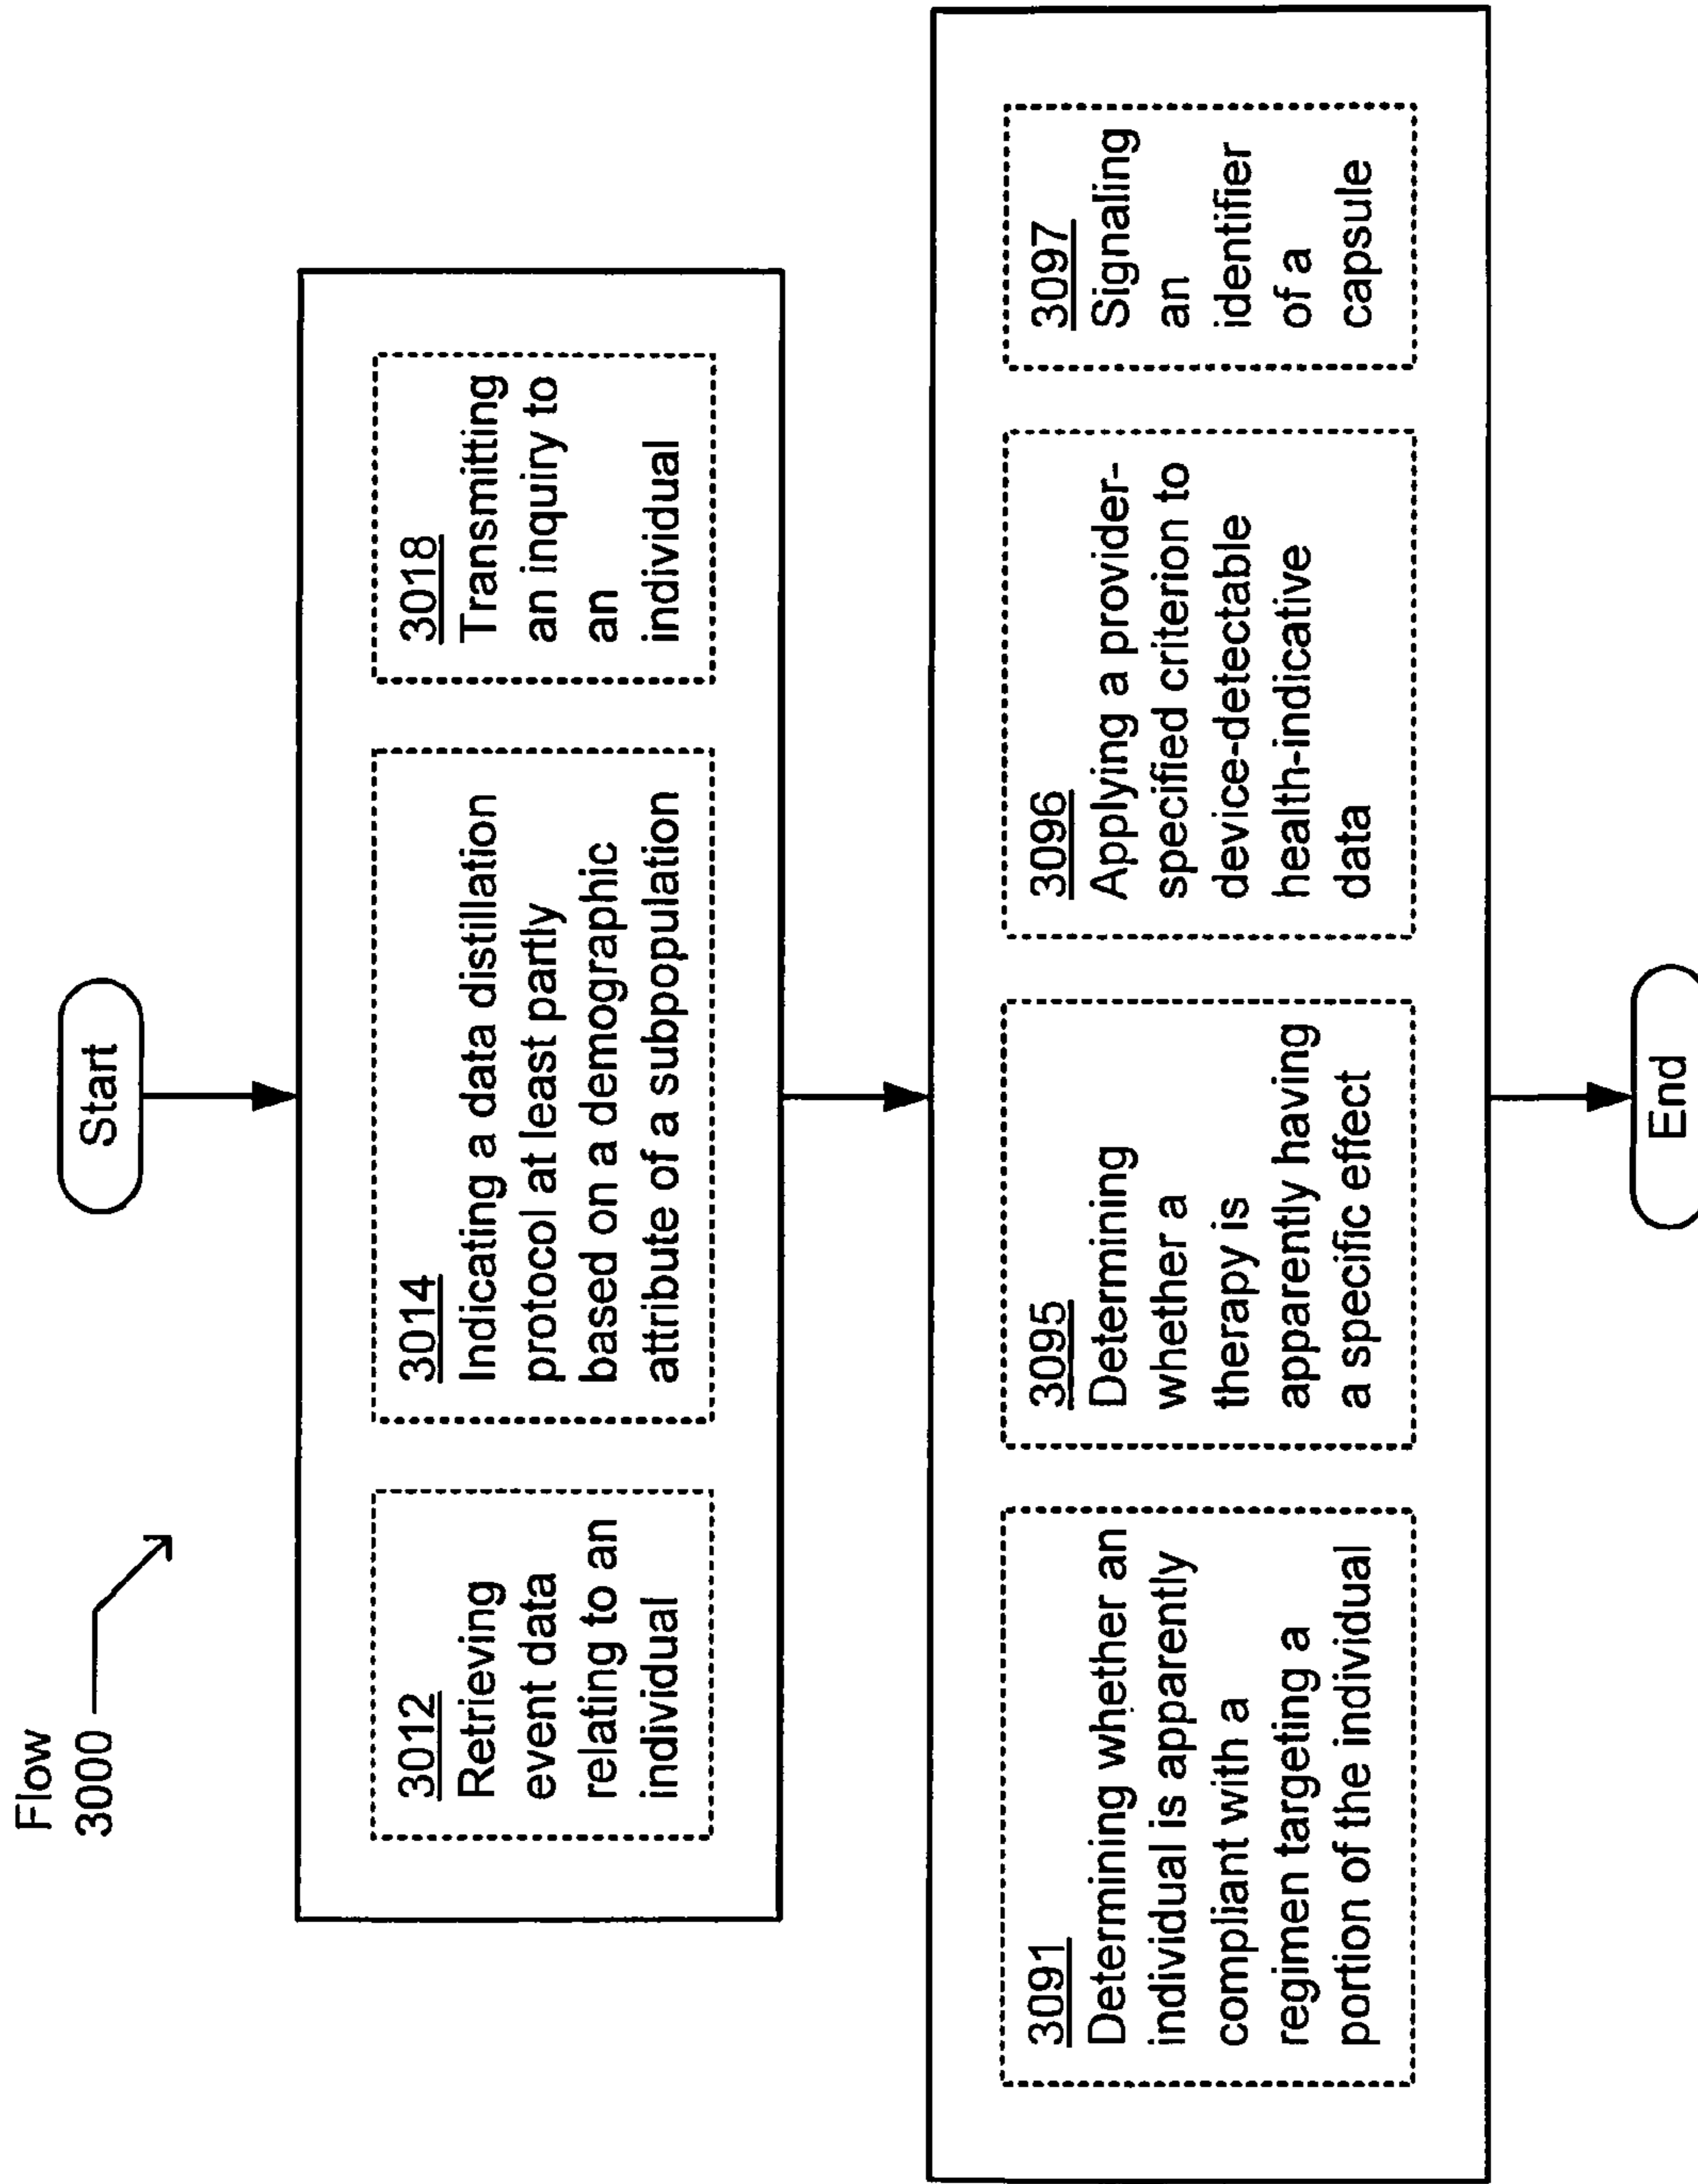 Flow
3000
Start
3012
Retrieving
event data
relating to an
individual
3014
Indicating a data distillation
protocol at least partly
based on a demographic
attribute of a subpopulation
3018
Transmitting
an inquiry to
an
individual
3091
Determining whether an
individual is apparently
compliant with a
regimen targeting a
portion of the individual
3095
Determining
whether a
therapy is
apparently having
a specific effect
3096
Applying a provider-
specified criterion to
device-detectable
health-indicative
data
3097
Signaling
an
identifier
of a
capsule
End